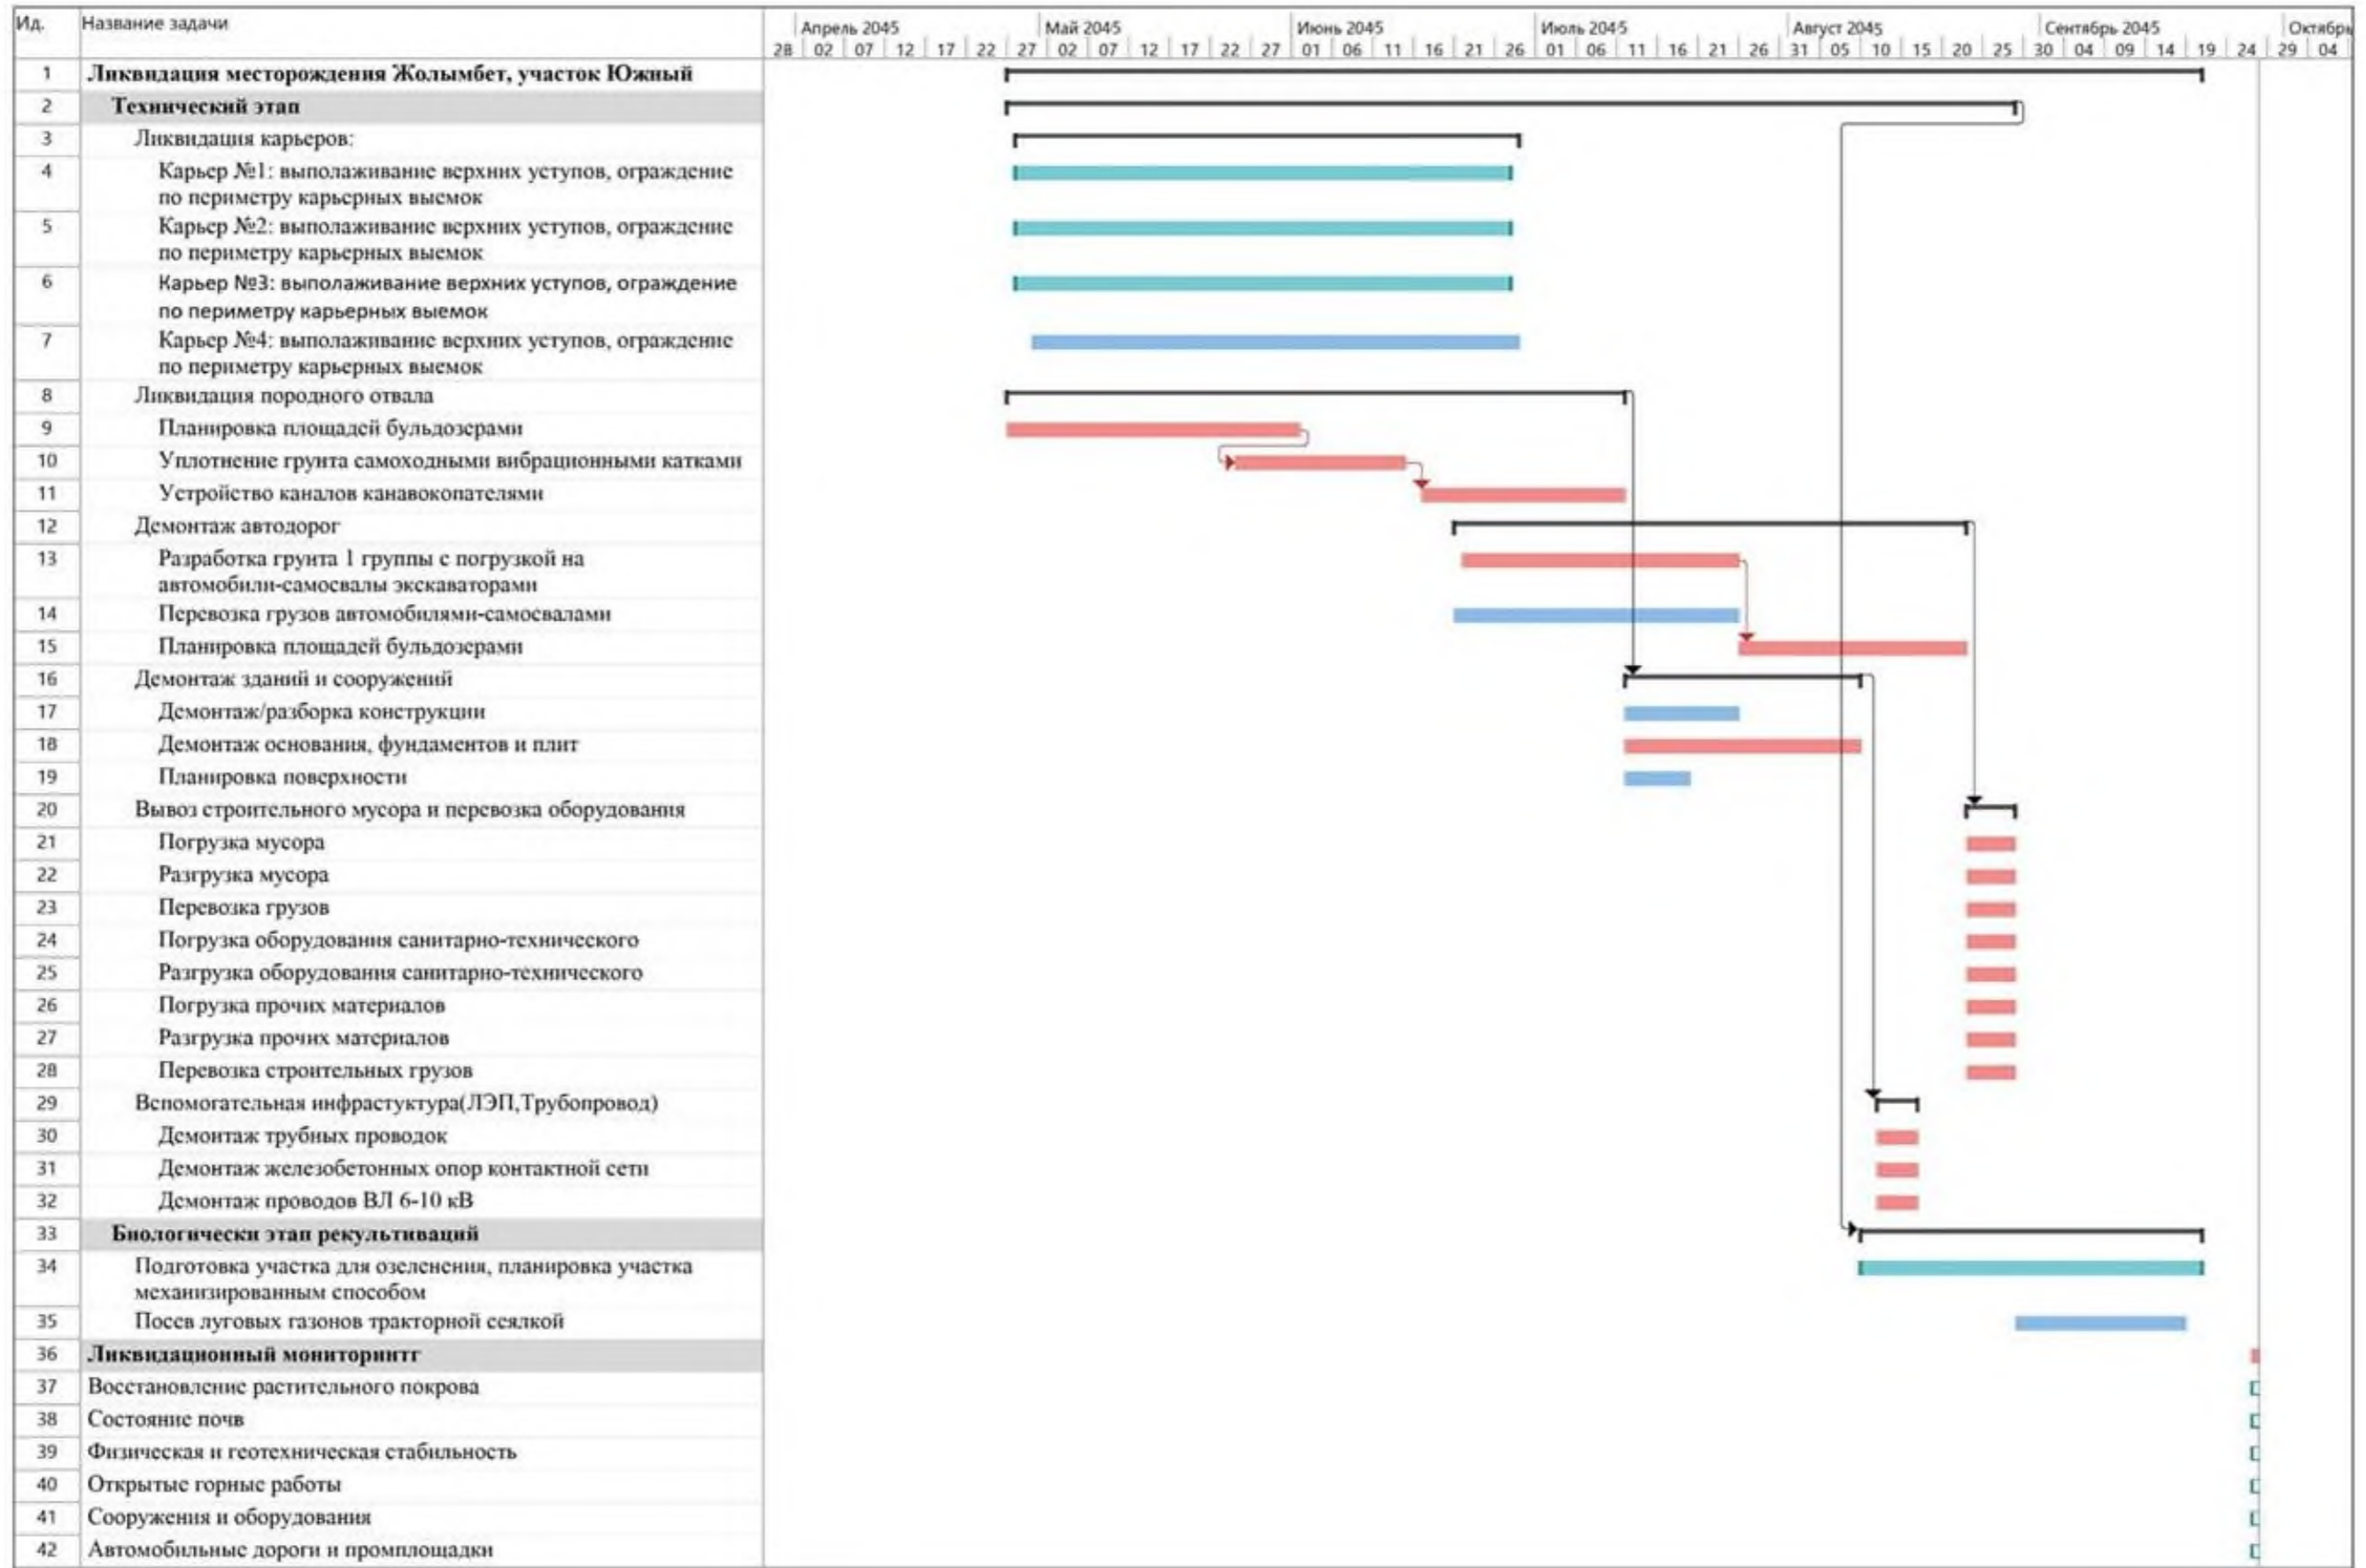 Ид. Название задачи Апрель 2045 Май 2045 Июнь 2045 Июль 2045 Август 2045 Сентябрь 2045 Октябрь
28 02 07 12 17 22 27 02 07 12 17 22 27 01 06 11 16 21 26 01 06 11 16 21 26 31 05 10 15 20 25 30 04 09 14 19 24 29 04
1 Ликвидация месторождения Жолымбет, участок Южный
2 Технический этап
3 Ликвидация карьеров:
4 Карьер №1: выполаживание верхних уступов, ограждение
по периметру карьерных выемок
5 Карьер №2: выполаживание верхних уступов, ограждение
по периметру карьерных выемок
6 Карьер №3: выполаживание верхних уступов, ограждение
по периметру карьерных выемок
7 Карьер №4: выполаживание верхних уступов, ограждение
по периметру карьерных выемок
8 Ликвидация породного отвала
9 Планировка площадей бульдозерами
10 Уплотнение грунта самоходными вибрационными катками
11 Устройство каналов канавокопателями
12 Демонтаж автодорог
13 Разработка грунта 1 группы с погрузкой на
автомобили-самосвалы экскаваторами
14 Перевозка грузов автомобилями-самосвалами
15 Планировка площадей бульдозерами
16 Демонтаж зданий и сооружений
17 Демонтаж/разборка конструкции
18 Демонтаж основания, фундаментов и плит
19 Планировка поверхности
20 Вывоз строительного мусора и перевозка оборудования
21 Погрузка мусора
22 Разгрузка мусора
23 Перевозка грузов
24 Погрузка оборудования санитарно-технического
25 Разгрузка оборудования санитарно-технического
26 Погрузка прочих материалов
27 Разгрузка прочих материалов
28 Перевозка строительных грузов
29 Вспомогательная инфрастуктура(ЛЭП,Трубопровод)
30 Демонтаж трубных проводок
31 Демонтаж железобетонных опор контактной сети
32 Демонтаж проводов ВЛ 6-10 кВ
33 Биологически этап рекультиваций
34 Подготовка участка для озеленения, планировка участка
механизированным способом
35 Посев луговых газонов тракторной сеялкой
36 Ликвидационный мониторинтг
37 Восстановление растительного покрова
38 Состояние почв
39 Физическая и геотехническая стабильность
40 Открытые горные работы
41 Сооружения и оборудования
42 Автомобильные дороги и промплощадки